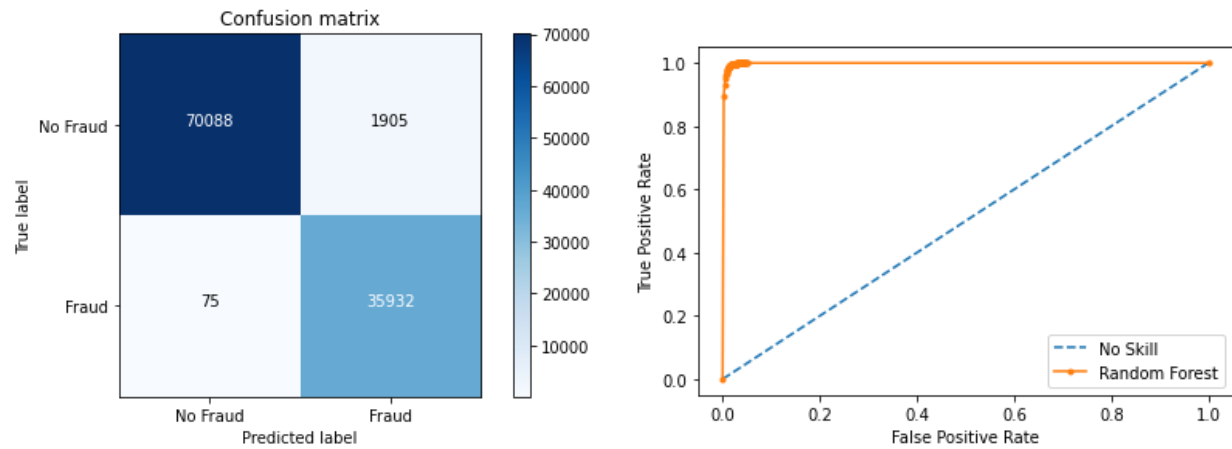 Confusion matrix
No Fraud
Fraud
True label
70088
1905
75
35932
No Fraud
Fraud
Predicted label
70000
60000
50000
40000
30000
20000
10000
1.0
0.8
0.6
0.4
0.2
0.0
True Positive Rate
No Skill
Random Forest
0.0
0.2
0.4
0.6
0.8
1.0
False Positive Rate